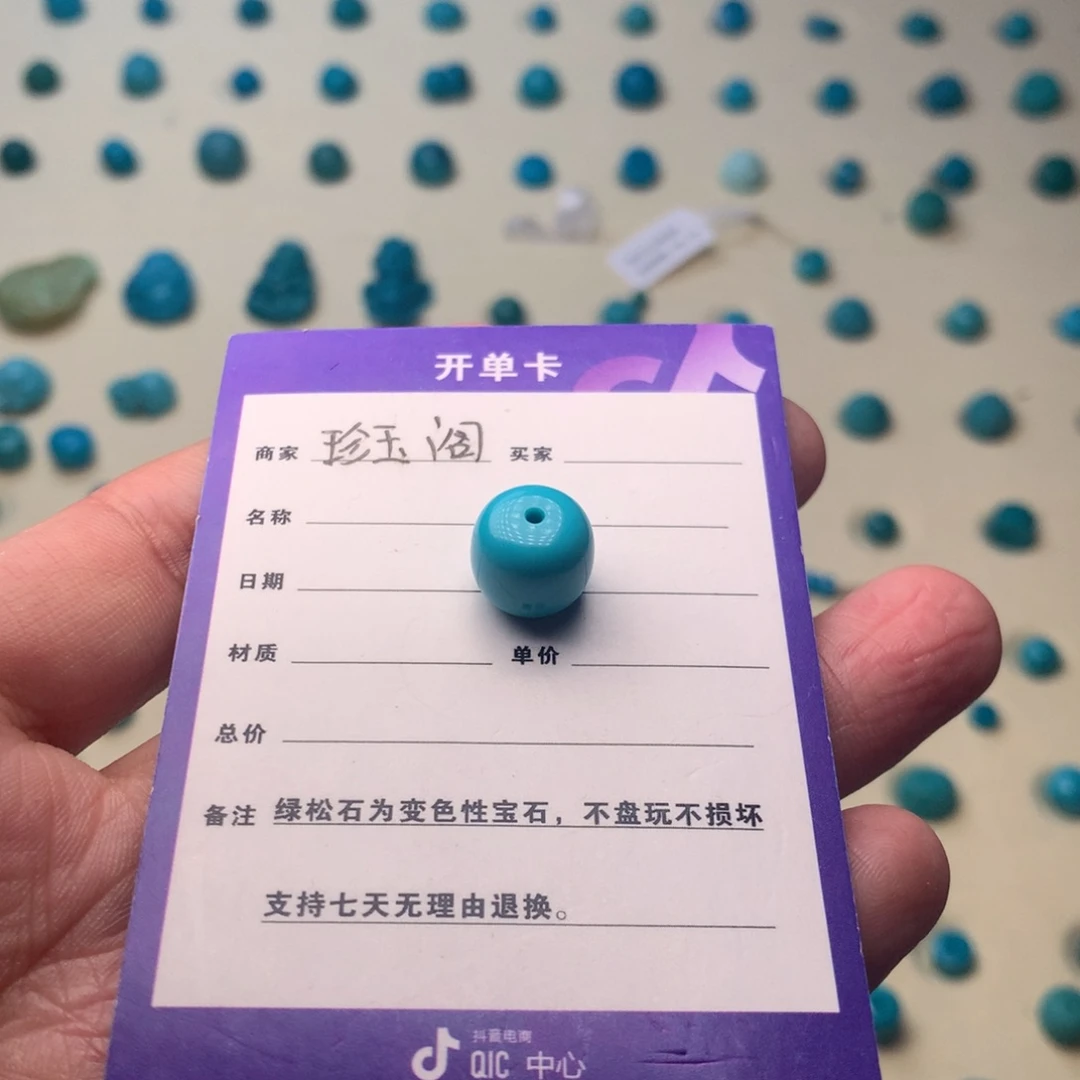 开单卡
商家 珍玉阁 买家
名称
日期
材质 单价
总价
备注 绿松石为变色性宝石，不盘玩不损坏
支持七天无理由退换。
抖音电商
QIC 中心